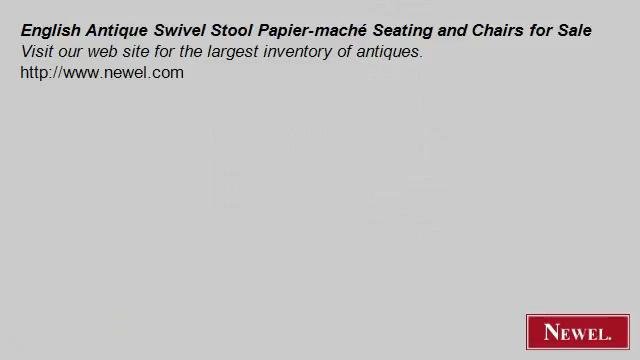 English Antique Swivel Stool Papier-maché Seating and Chairs for Sale
Visit our web site for the largest inventory of antiques.
http://www.newel.com
NEWEL.